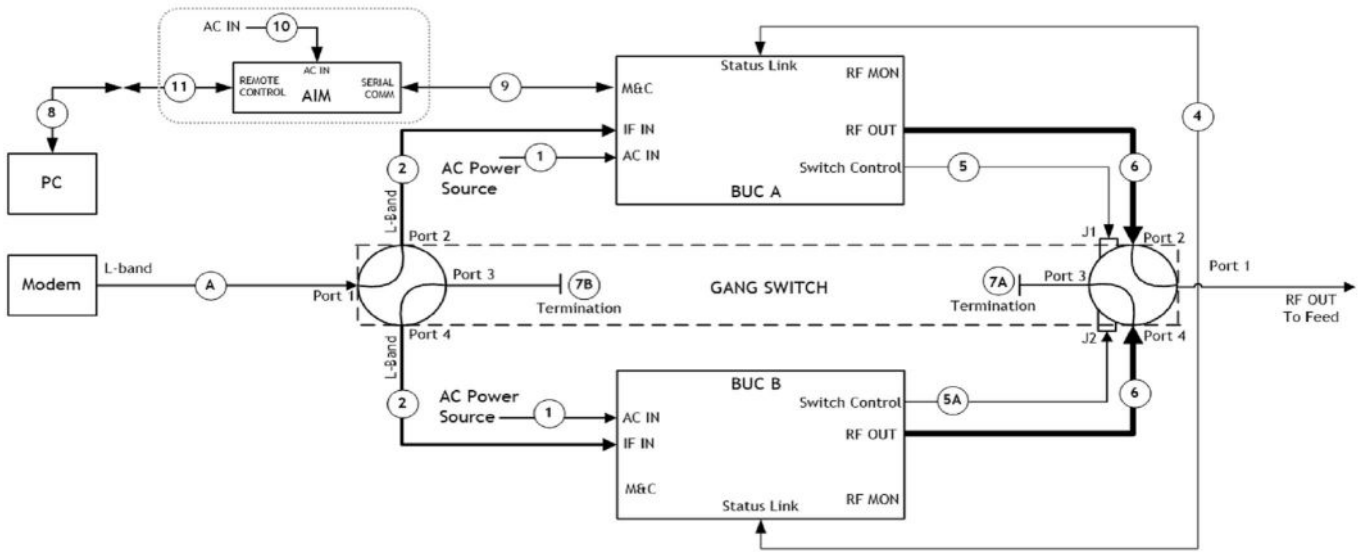 AC IN
10
AC IN
REMOTE
CONTROL
AIM
SERIAL
COMM
11
9
8
PC
Status Link
RF MON
M&C
IF IN
RF OUT
AC IN
Switch Control
BUC A
1
AC Power
Source
2
L-Band
5
6
4
Modem
L-band
A
Port 1
Port 2
Port 3
Port 4
7B
Termination
GANG SWITCH
7A
Termination
J1
Port 2
Port 3
Port 1
J2
Port 4
RF OUT
To Feed
L-Band
2
AC Power
Source
1
BUC B
AC IN
Switch Control
IF IN
RF OUT
M&C
RF MON
Status Link
5A
6